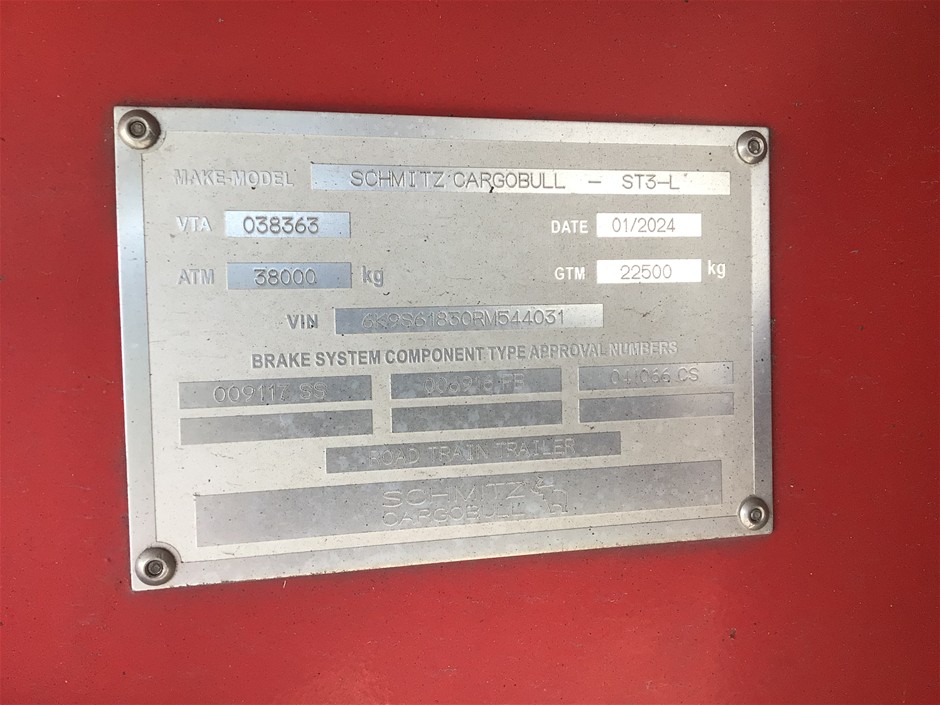 MAKE-MODEL SCHMITZ CARGOBULL - ST3-L
VTA 038363 DATE 01/2024
ATM 38000 kg GTM 22500 kg
VIN 6K9S61830RM544031
BRAKE SYSTEM COMPONENT TYPE APPROVAL NUMBERS
009117 SS 041066 CS
ROAD TRAIN TRAILER
SCHMITZ
CARGOBULL